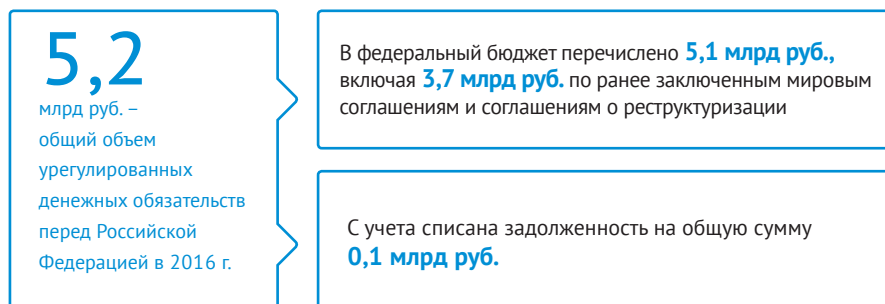 5,2
млрд руб. –
общий объем
урегулированных
денежных обязательств
перед Российской
Федерацией в 2016 г.
В федеральный бюджет перечислено 5,1 млрд руб.,
включая 3,7 млрд руб. по ранее заключенным мировым
соглашениям и соглашениям о реструктуризации
С учета списана задолженность на общую сумму
0,1 млрд руб.